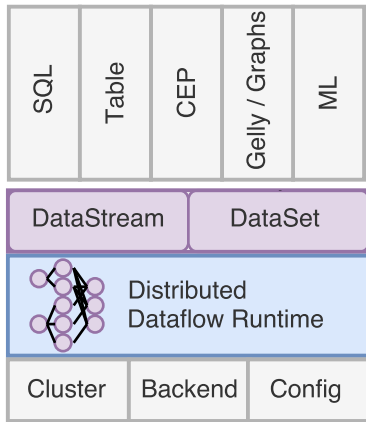 SQL
Table
CEP
Gelly / Graphs
ML
DataStream
DataSet
Distributed
Dataflow Runtime
Cluster
Backend
Config